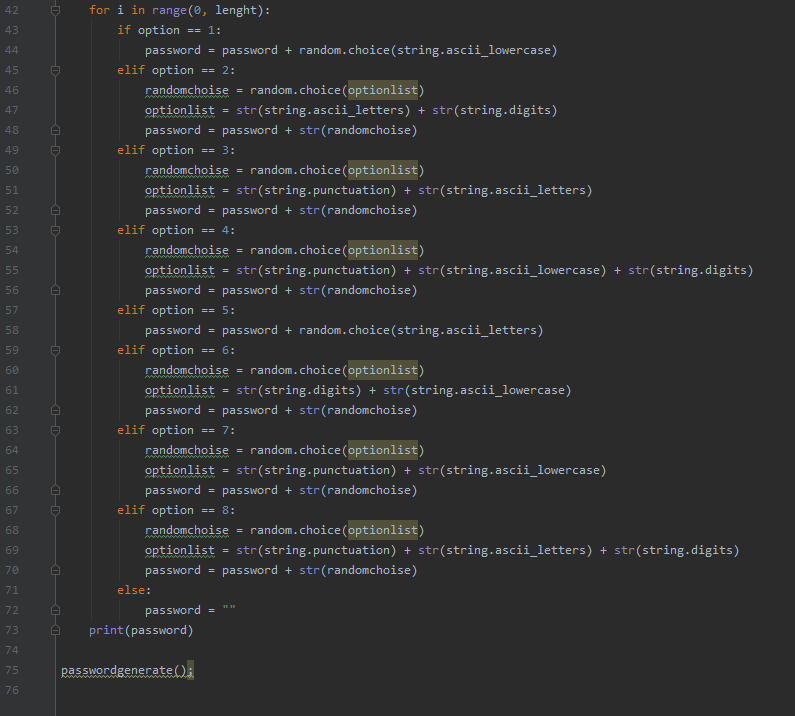 42 for i in range(0, lenght):
43 if option == 1:
44 password = password + random.choice(string.ascii_lowercase)
45 elif option == 2:
46 randomchoise = random.choice(optionlist)
47 optionlist = str(string.ascii_letters) + str(string.digits)
48 password = password + str(randomchoise)
49 elif option == 3:
50 randomchoise = random.choice(optionlist)
51 optionlist = str(string.punctuation) + str(string.ascii_letters)
52 password = password + str(randomchoise)
53 elif option == 4:
54 randomchoise = random.choice(optionlist)
55 optionlist = str(string.punctuation) + str(string.ascii_lowercase) + str(string.digits)
56 password = password + str(randomchoise)
57 elif option == 5:
58 password = password + random.choice(string.ascii_letters)
59 elif option == 6:
60 randomchoise = random.choice(optionlist)
61 optionlist = str(string.digits) + str(string.ascii_lowercase)
62 password = password + str(randomchoise)
63 elif option == 7:
64 randomchoise = random.choice(optionlist)
65 optionlist = str(string.punctuation) + str(string.ascii_lowercase)
66 password = password + str(randomchoise)
67 elif option == 8:
68 randomchoise = random.choice(optionlist)
69 optionlist = str(string.punctuation) + str(string.ascii_letters) + str(string.digits)
70 password = password + str(randomchoise)
71 else:
72 password = ""
73 print(password)
74
75 passwordgenerate();
76